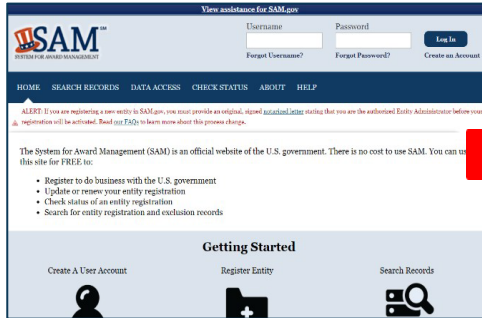 View assistance for SAM.gov
Username Password
SAM
SYSTEM FOR AWARD MANAGEMENT
Log In
Forgot Username? Forgot Password? Create an Account
HOME SEARCH RECORDS DATA ACCESS CHECK STATUS ABOUT HELP
ALERT: If you are registering a new entity in SAM.gov, you must provide an original, signed notarized letter stating that you are the authorized Entity Administrator before your
registration will be activated. Read our FAQs to learn more about this process change.
The System for Award Management (SAM) is an official website of the U.S. government. There is no cost to use SAM. You can us
this site for FREE to:
• Register to do business with the U.S. government
• Update or renew your entity registration
• Check status of an entity registration
• Search for entity registration and exclusion records
Getting Started
Create A User Account Register Entity Search Records